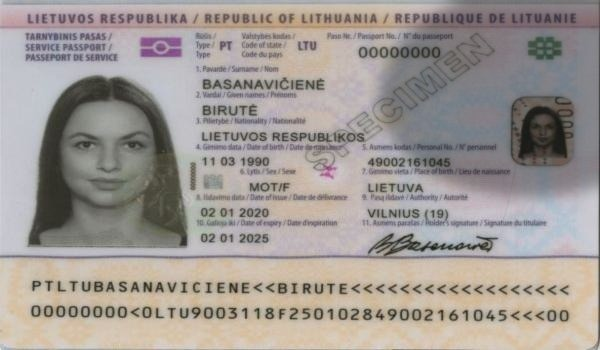 LIETUVOS RESPUBLIKA / REPUBLIC OF LITHUANIA / REPUBLIQUE DE LITUANIE
TARNYBINIS PASAS /
SERVICE PASSPORT /
PASSEPORT DE SERVICE
Rūšis / Valstybės kodas / Paso Nr. / Passport No. / N° du passeport
Type / PT Code of state / LTU 00000000
Type Code du pays
1. Pavardė / Surname / Nom
BASANAVIČIENĖ
2. Vardai / Given names / Prénoms
BIRUTĖ
3. Pilietybė / Nationality / Nationalité
LIETUVOS RESPUBLIKOS
4. Gimimo data / Date of birth / Date de naissance 5. Asmens kodas / Personal No. / N° personnel
11 03 1990 49002161045
6. Lytis / Sex / Sexe 7. Gimimo vieta / Place of birth / Lieu de naissance
MOT/F LIETUVA
8. Išdavimo data / Date of issue / Date de délivrance 9. Pasą išdavė / Authority / Autorité
02 01 2020 VILNIUS (19)
10. Galioja iki / Date of expiry / Date d'expiration 11. Asmens parašas / Holder's signature / Signature du titulaire
02 01 2025
SPECIMEN
PTLTUBASANAVICIENE<<BIRUTE<<<<<<<<<<<<<<<<<<
00000000<0LTU9003118F250102849002161045<<<00